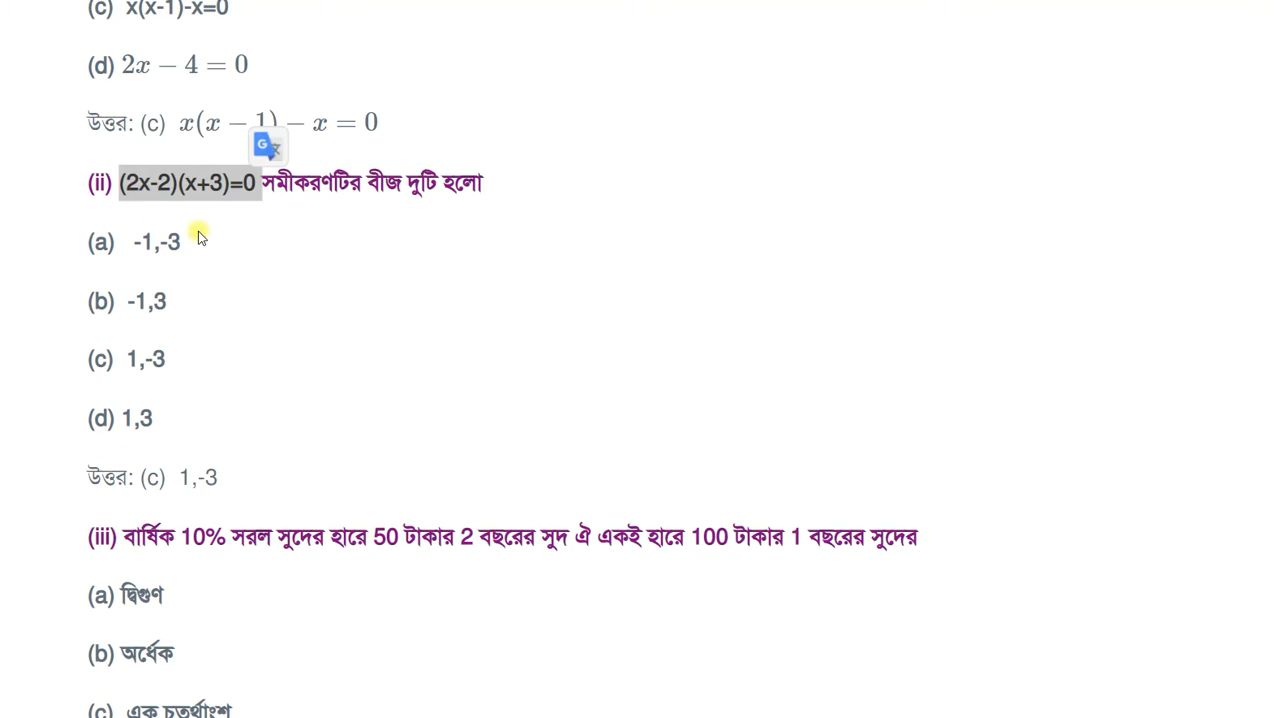 (c) x(x-1)-x=0
(d) 2x − 4 = 0
উত্তর: (c) x(x − 1) − x = 0
(ii) (2x-2)(x+3)=0 সমীকরণটির বীজ দুটি হলো
(a) -1,-3
(b) -1,3
(c) 1,-3
(d) 1,3
উত্তর: (c) 1,-3
(iii) বার্ষিক 10% সরল সুদের হারে 50 টাকার 2 বছরের সুদ ঐ একই হারে 100 টাকার 1 বছরের সুদের
(a) দ্বিগুণ
(b) অর্ধেক
(c) এক চতুর্থাংশ